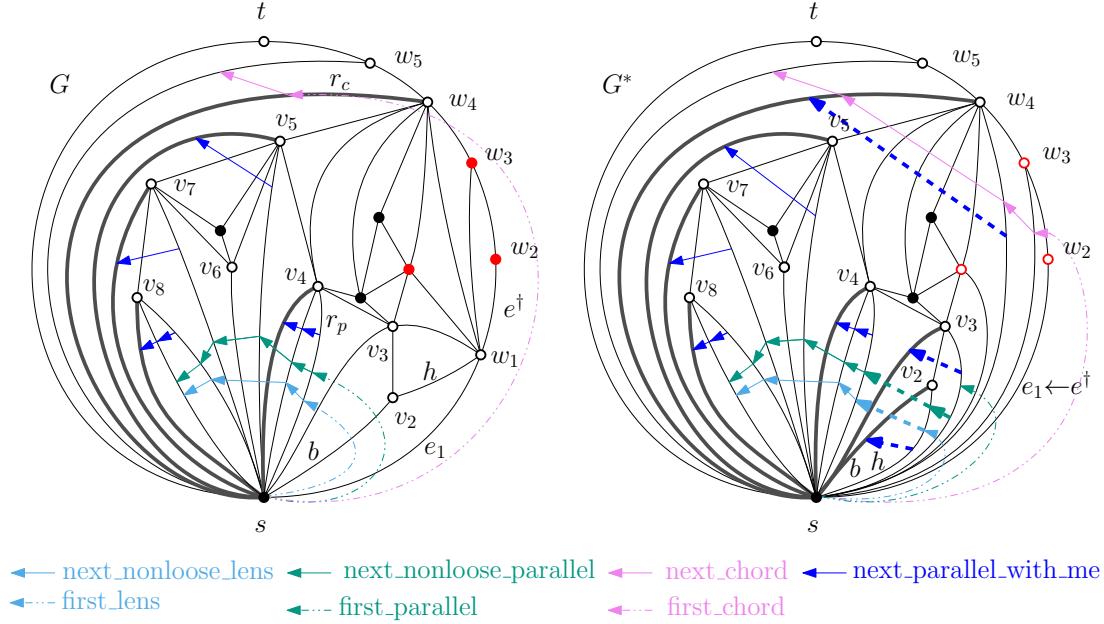 t
t
G
G*
w5
w5
r_c
w4
w4
v5
v5
w3
w3
v7
v7
w2
w2
v6
v6
v4
v4
v8
v8
e†
r_p
v3
v3
w1
h
v2
v2
e1←e†
b
e1
b
h
s
s
next_nonloose_lens
next_nonloose_parallel
next_chord
next_parallel_with_me
first_lens
first_parallel
first_chord